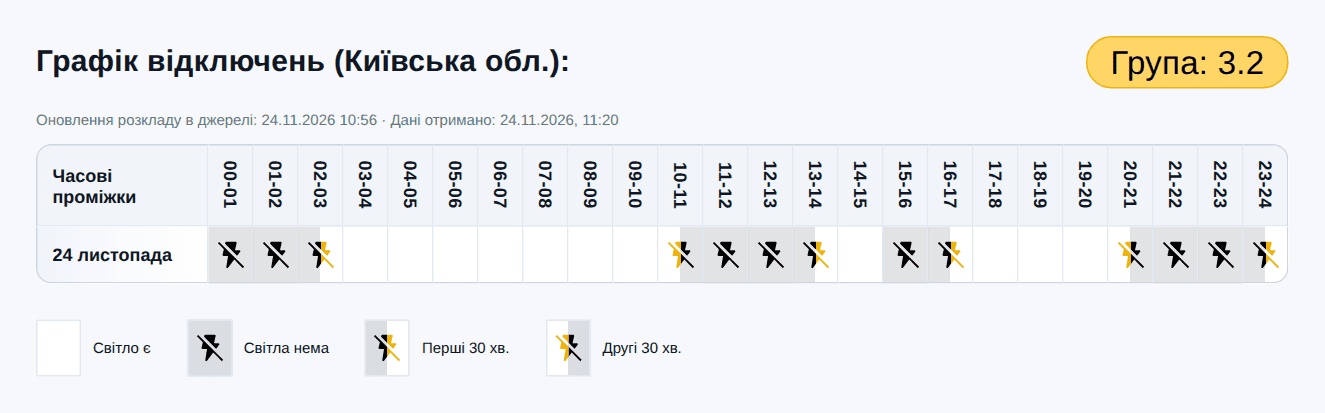 Графік відключень (Київська обл.):
Група: 3.2
Оновлення розкладу в джерелі: 24.11.2026 10:56 · Дані отримано: 24.11.2026, 11:20
Часові
проміжки
00-01 01-02 02-03 03-04 04-05 05-06 06-07 07-08 08-09 09-10 10-11 11-12 12-13 13-14 14-15 15-16 16-17 17-18 18-19 19-20 20-21 21-22 22-23 23-24
24 листопада
Світло є
Світла нема
Перші 30 хв.
Другі 30 хв.